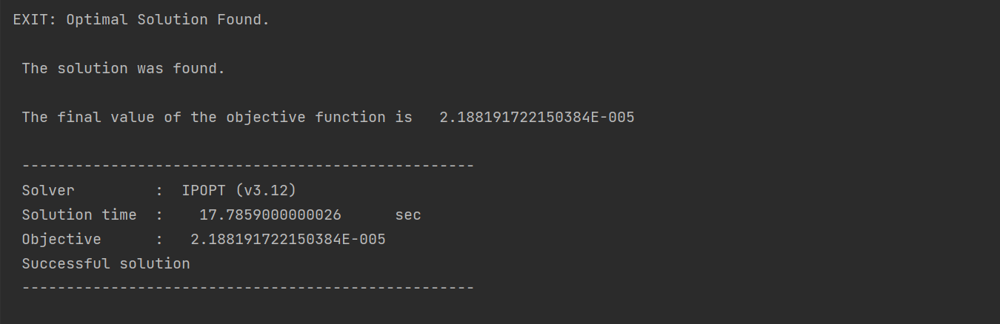 EXIT: Optimal Solution Found.
The solution was found.
The final value of the objective function is   2.188191722150384E-005
---------------------------------------------------
Solver         :  IPOPT (v3.12)
Solution time  :    17.7859000000026      sec
Objective      :   2.188191722150384E-005
Successful solution
---------------------------------------------------